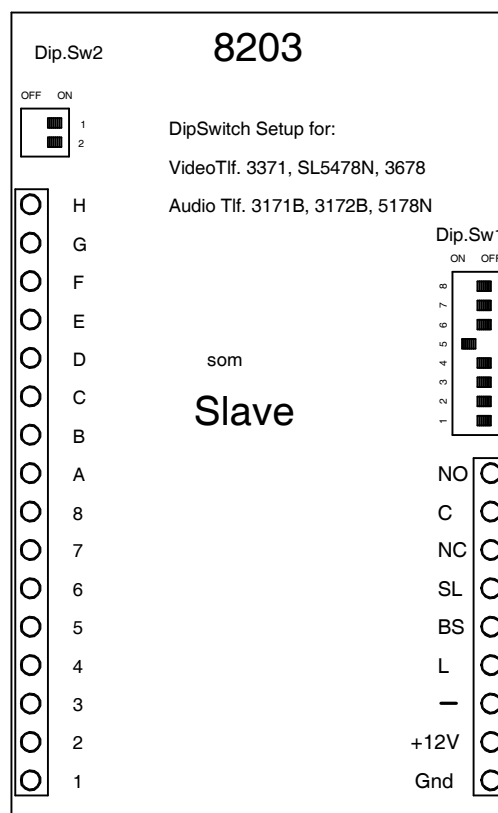 Dip.Sw2
8203
OFF ON
1
2
DipSwitch Setup for:
VideoTlf. 3371, SL5478N, 3678
Audio Tlf. 3171B, 3172B, 5178N
Dip.Sw1
ON OFF
8
7
6
5
4
3
2
1
som
Slave
H
G
F
E
D
C
B
A
8
7
6
5
4
3
2
1
NO
C
NC
SL
BS
L
–
+12V
Gnd